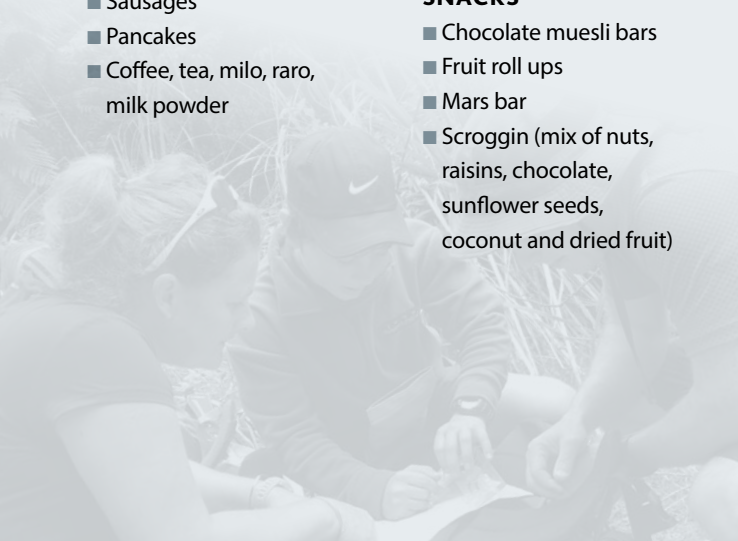 Sausages
■ Pancakes
■ Coffee, tea, milo, raro,
milk powder
SNACKS
■ Chocolate muesli bars
■ Fruit roll ups
■ Mars bar
■ Scroggin (mix of nuts,
raisins, chocolate,
sunflower seeds,
coconut and dried fruit)